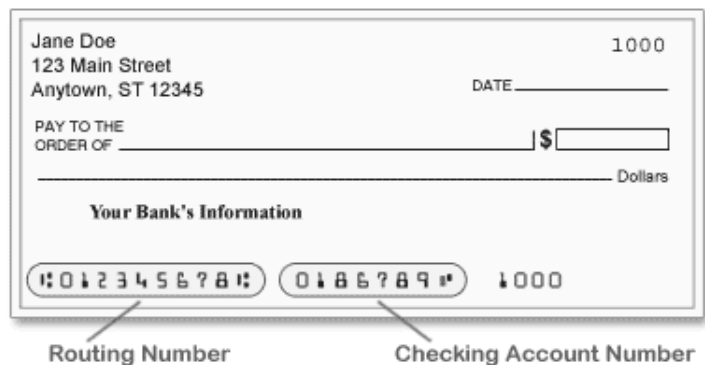 Jane Doe
1000
123 Main Street
Anytown, ST 12345
DATE
PAY TO THE
ORDER OF
$
Dollars
Your Bank's Information
⑆012345678⑆ 0186789⑈ 1000
Routing Number
Checking Account Number